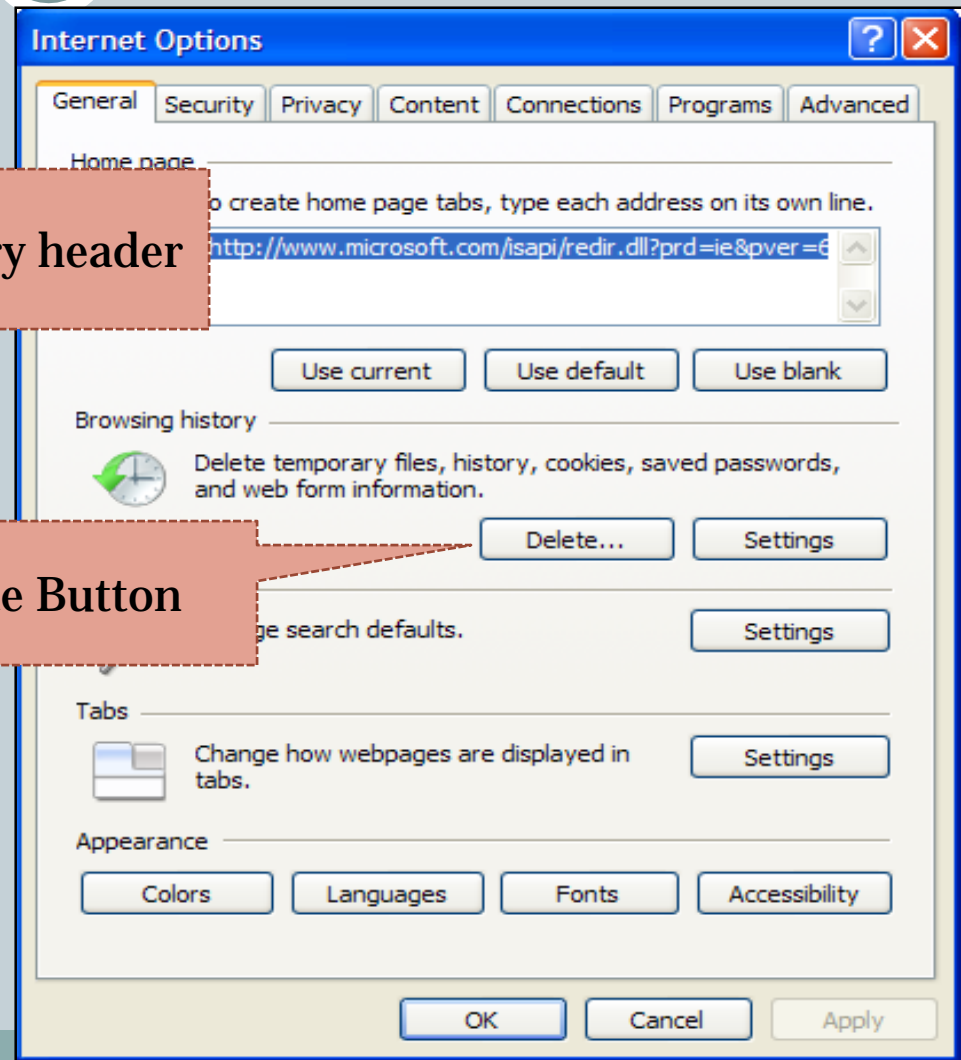 Internet Options
General Security Privacy Content Connections Programs Advanced
Home page
create home page tabs, type each address on its own line.
header
http://www.microsoft.com/isapi/redir.dll?prd=ie&pver=6
Use current Use default Use blank
Browsing history
Delete temporary files, history, cookies, saved passwords,
and web form information.
Delete... Settings
Button
search defaults.
Settings
Tabs
Change how webpages are displayed in
tabs.
Settings
Appearance
Colors Languages Fonts Accessibility
OK Cancel Apply